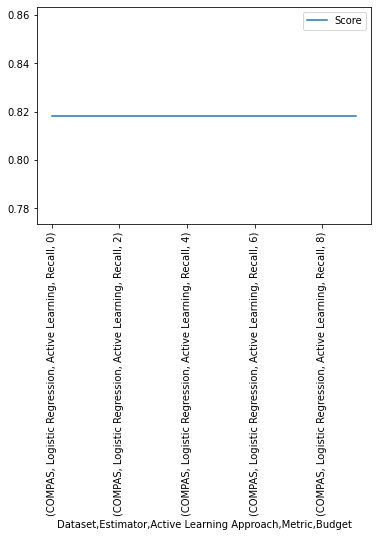 0.86
0.84
0.82
0.80
0.78
Score
(COMPAS, Logistic Regression, Active Learning, Recall, 0)
(COMPAS, Logistic Regression, Active Learning, Recall, 2)
(COMPAS, Logistic Regression, Active Learning, Recall, 4)
(COMPAS, Logistic Regression, Active Learning, Recall, 6)
(COMPAS, Logistic Regression, Active Learning, Recall, 8)
Dataset,Estimator,Active Learning Approach,Metric,Budget